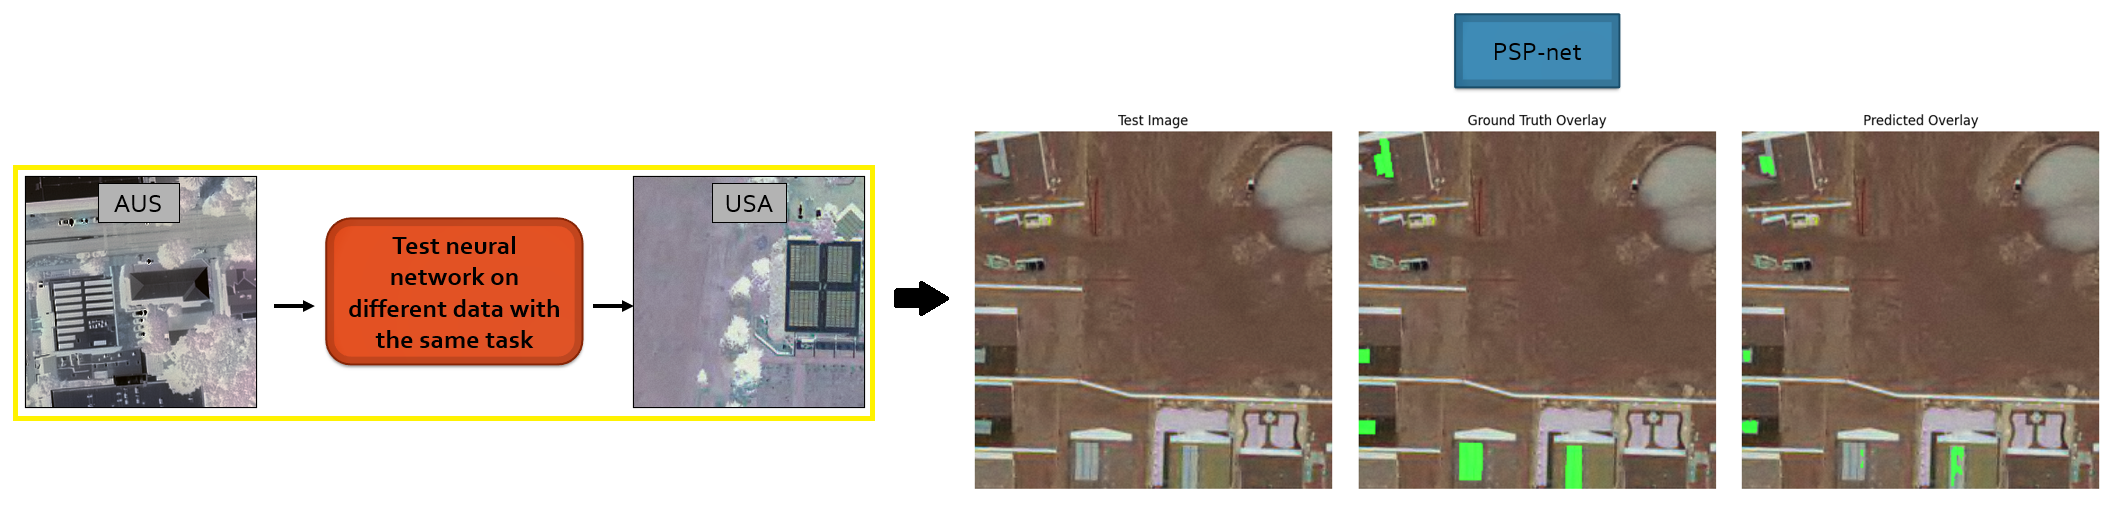 PSP-net
AUS
Test neural
network on
different data with
the same task
USA
Test Image
Ground Truth Overlay
Predicted Overlay